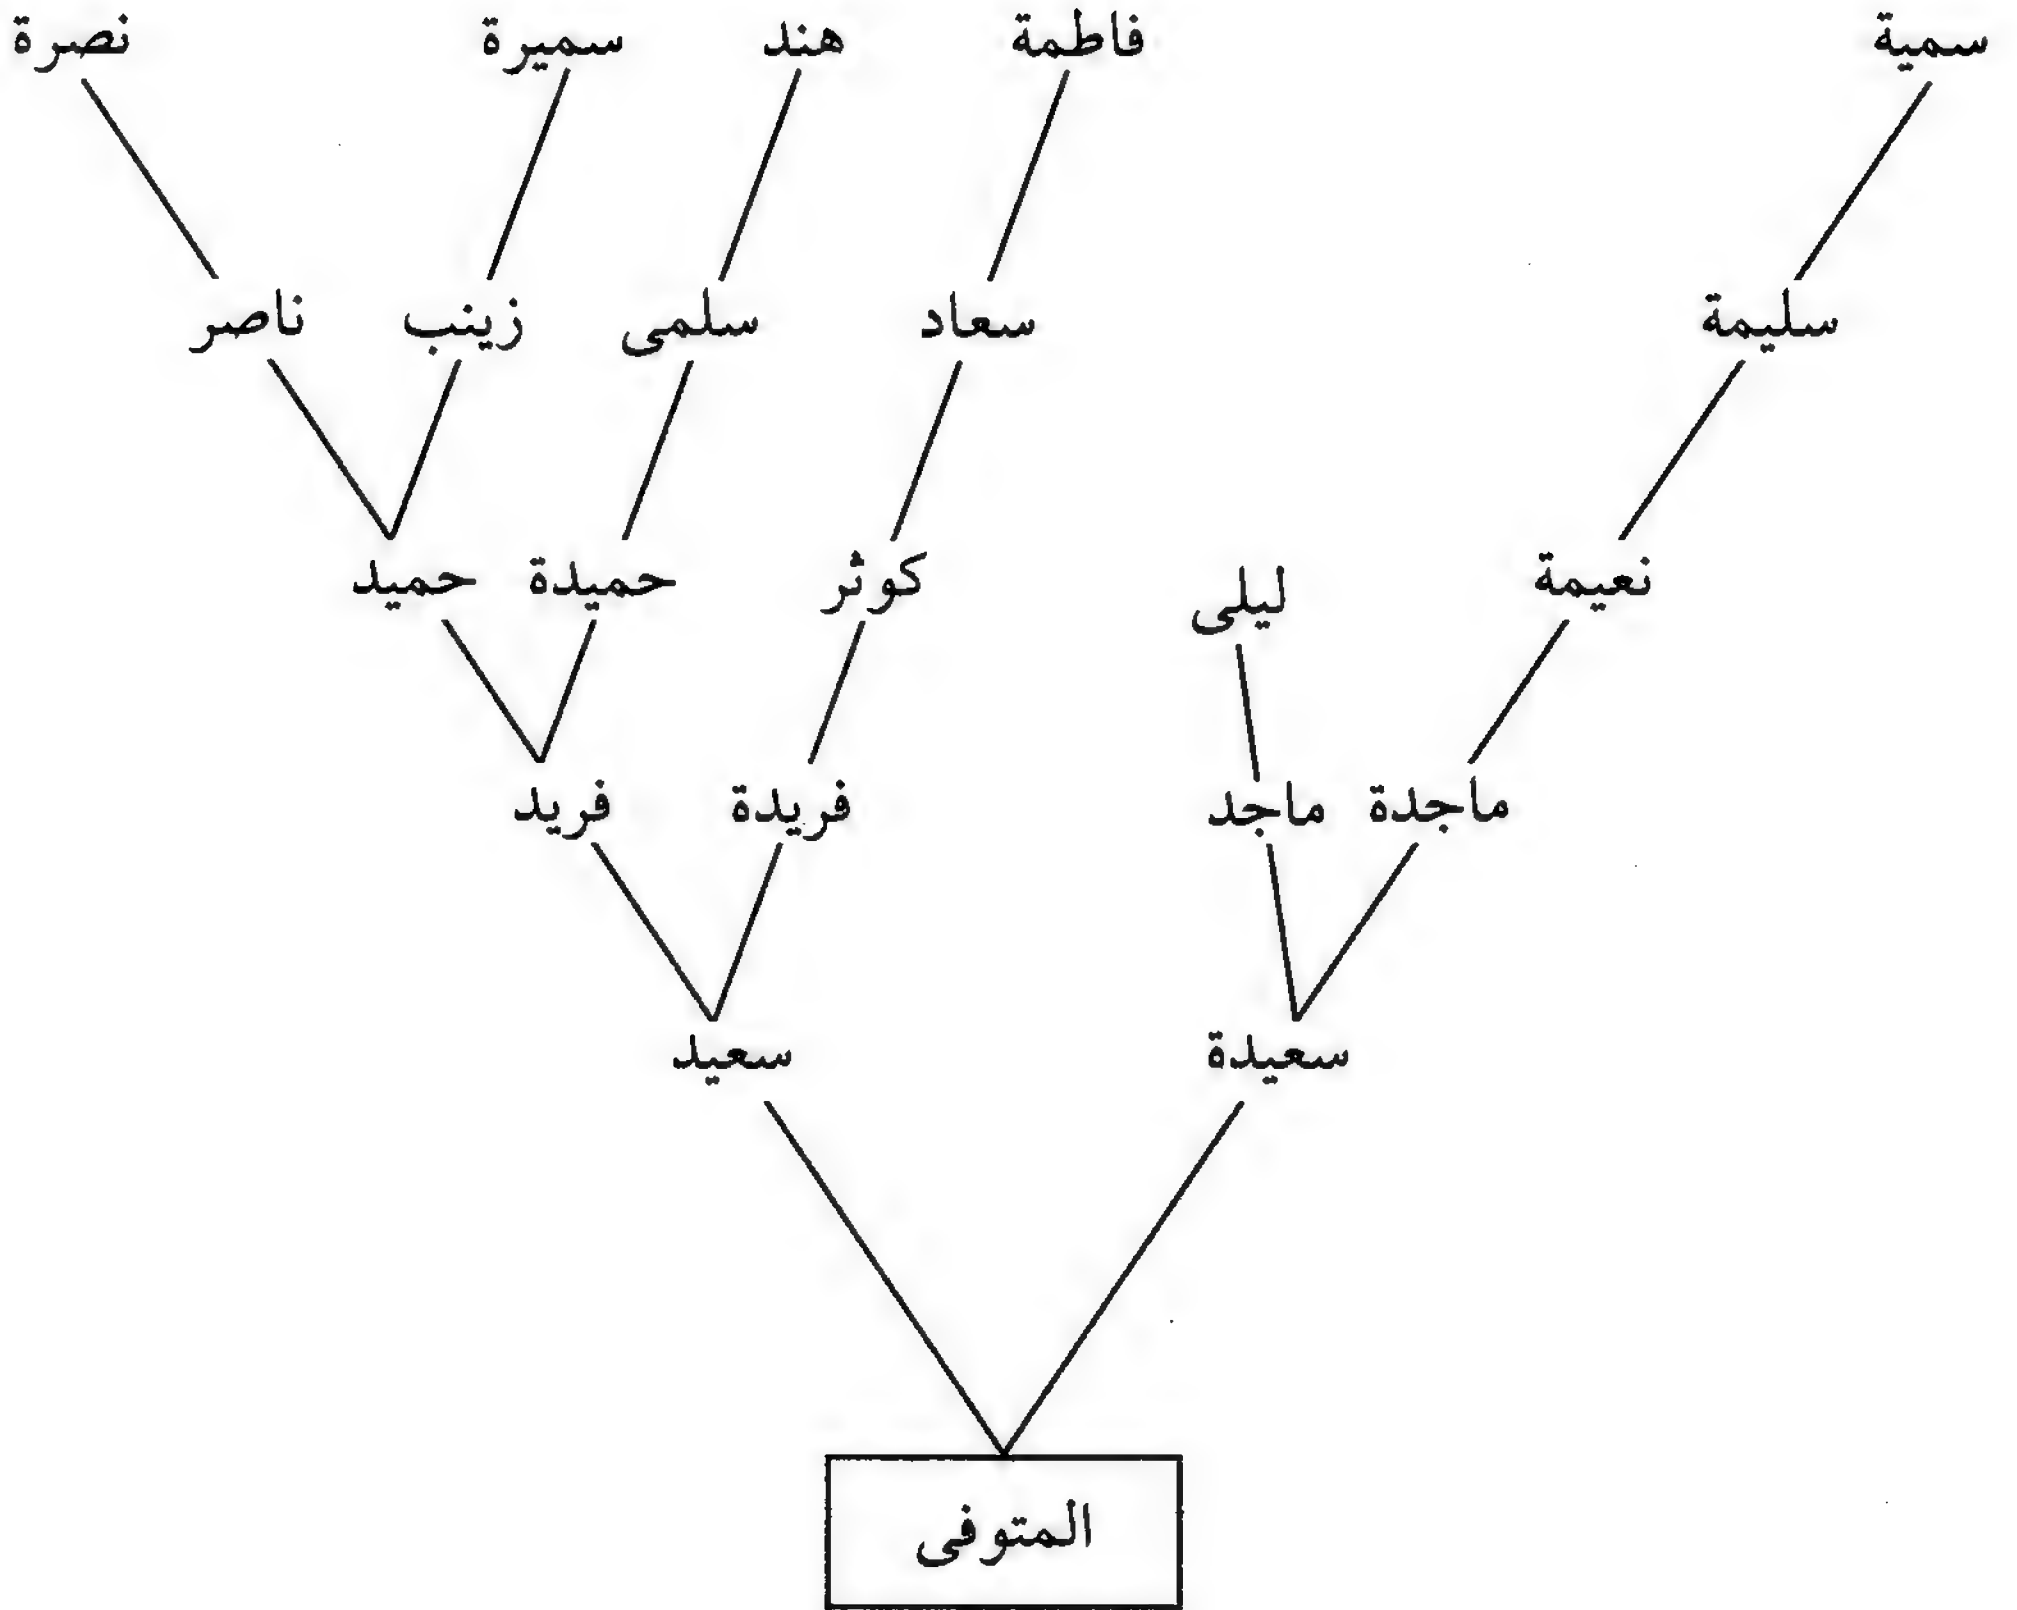 سمية فاطمة هند سميرة نصرة
سليمة سعاد سلمى زينب ناصر
نعيمة ليلى كوثر حميدة حميد
ماجدة ماجد فريدة فريد
سعيدة سعيد
المتوفى